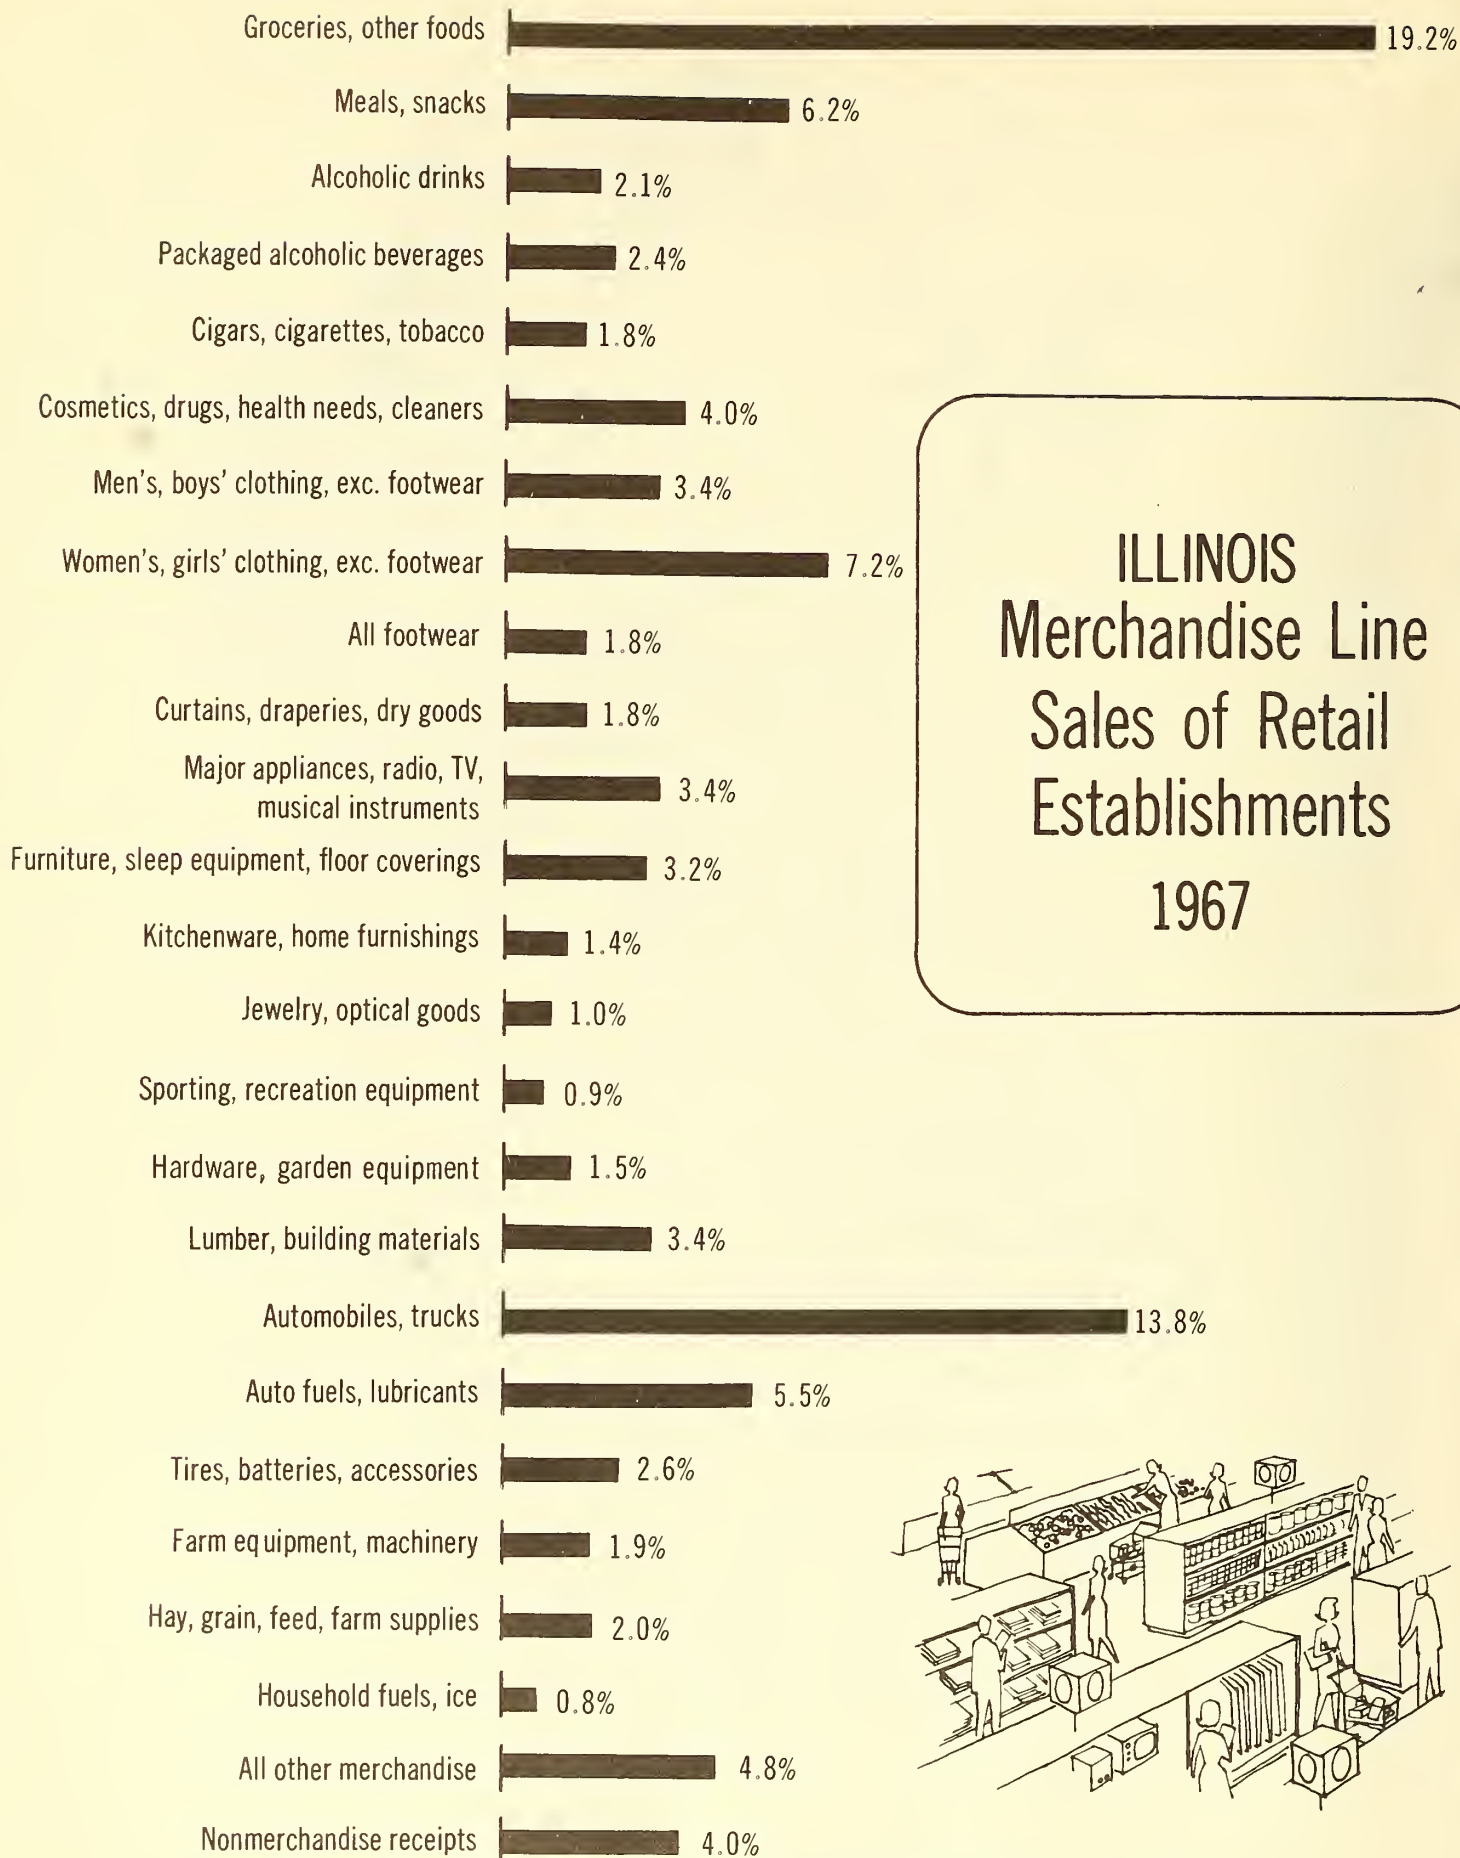 Groceries, other foods 19.2%
Meals, snacks 6.2%
Alcoholic drinks 2.1%
Packaged alcoholic beverages 2.4%
Cigars, cigarettes, tobacco 1.8%
Cosmetics, drugs, health needs, cleaners 4.0%
Men's, boys' clothing, exc. footwear 3.4%
Women's, girls' clothing, exc. footwear 7.2%
All footwear 1.8%
Curtains, draperies, dry goods 1.8%
Major appliances, radio, TV,
musical instruments 3.4%
Furniture, sleep equipment, floor coverings 3.2%
Kitchenware, home furnishings 1.4%
Jewelry, optical goods 1.0%
Sporting, recreation equipment 0.9%
Hardware, garden equipment 1.5%
Lumber, building materials 3.4%
Automobiles, trucks 13.8%
Auto fuels, lubricants 5.5%
Tires, batteries, accessories 2.6%
Farm equipment, machinery 1.9%
Hay, grain, feed, farm supplies 2.0%
Household fuels, ice 0.8%
All other merchandise 4.8%
Nonmerchandise receipts 4.0%
ILLINOIS
Merchandise Line
Sales of Retail
Establishments
1967